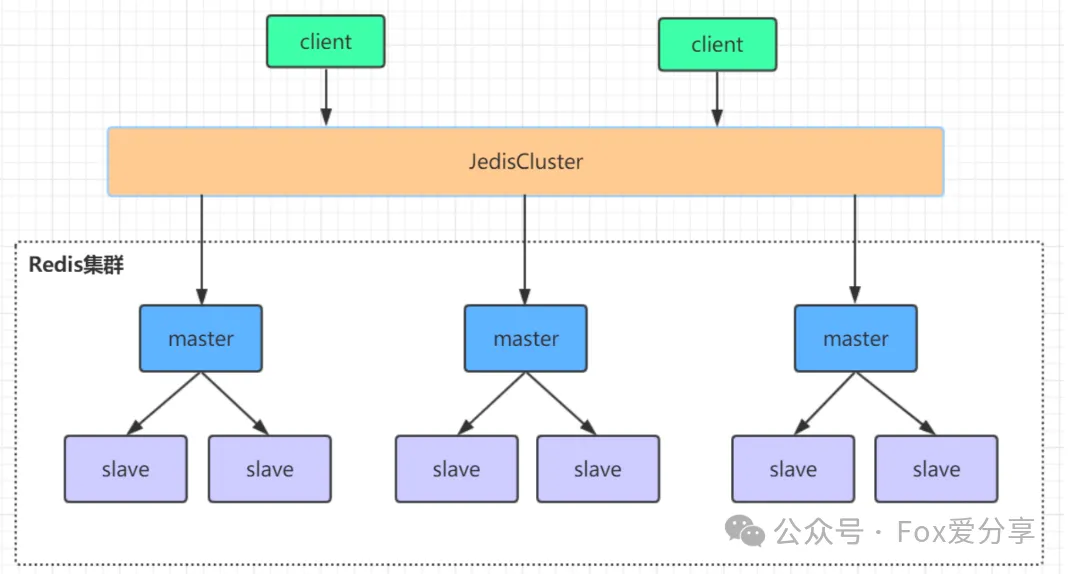 client
client
JedisCluster
Redis集群
master
master
master
slave
slave
slave
slave
slave
slave
公众号·Fox爱分享